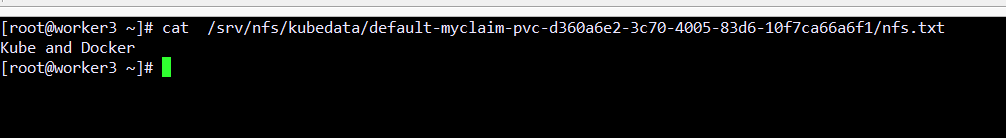 [root@worker3 ~]# cat  /srv/nfs/kubedata/default-myclaim-pvc-d360a6e2-3c70-4005-83d6-10f7ca66a6f1/nfs.txt
Kube and Docker
[root@worker3 ~]#